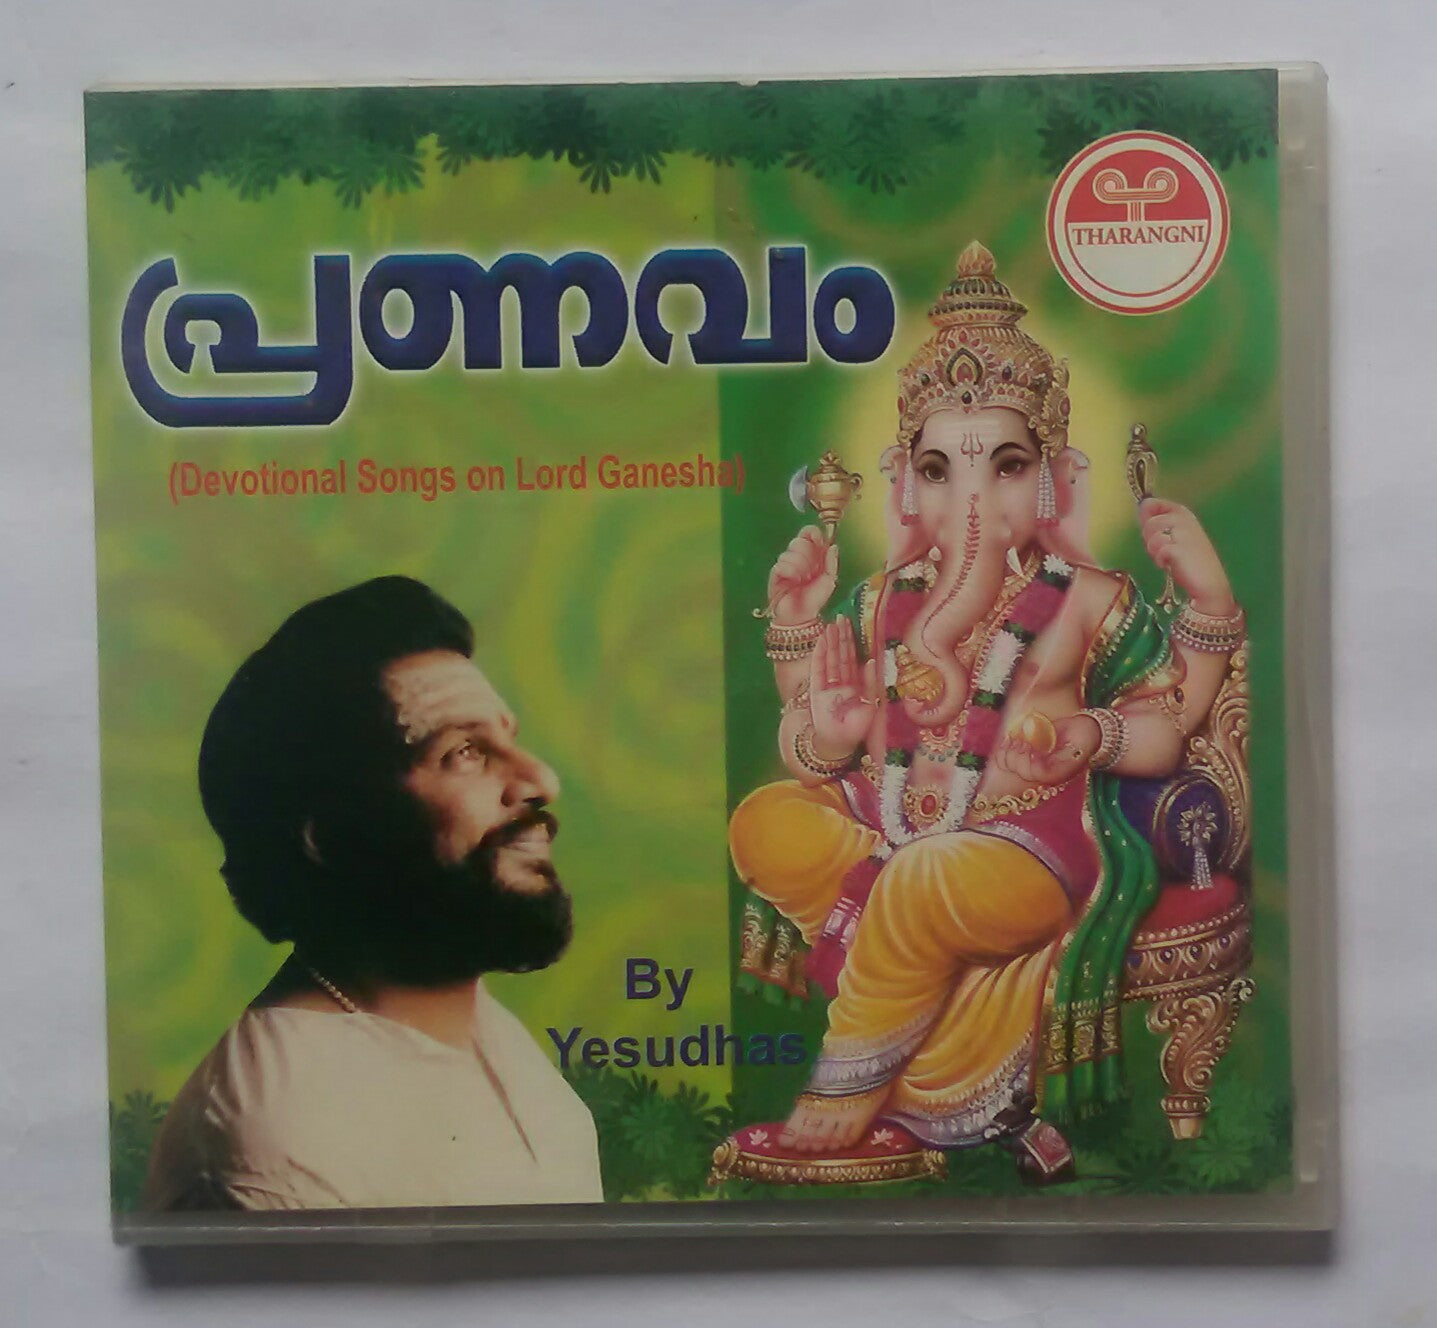 പ്രണവം
THARANGNI
(Devotional Songs on Lord Ganesha)
By
Yesudhas